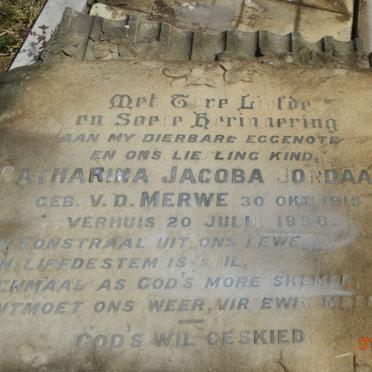 Met Tere Liefde
en Soete Herinnering
AAN MY DIERBARE EGGENOTE
EN ONS LIEFLING KIND,
CATHARINA JACOBA JORDAAN
GEB. V.D. MERWE 30 OKT. 1915
VERHUIS 20 JULIE 1938.
SONSTRAAL UIT ONS LEWE,
LIEFDESTEM IS STIL,
EENMAAL AS GOD'S MORE SKEMER
ONTMOET ONS WEER, VIR EWIG
GOD'S WIL GESKIED